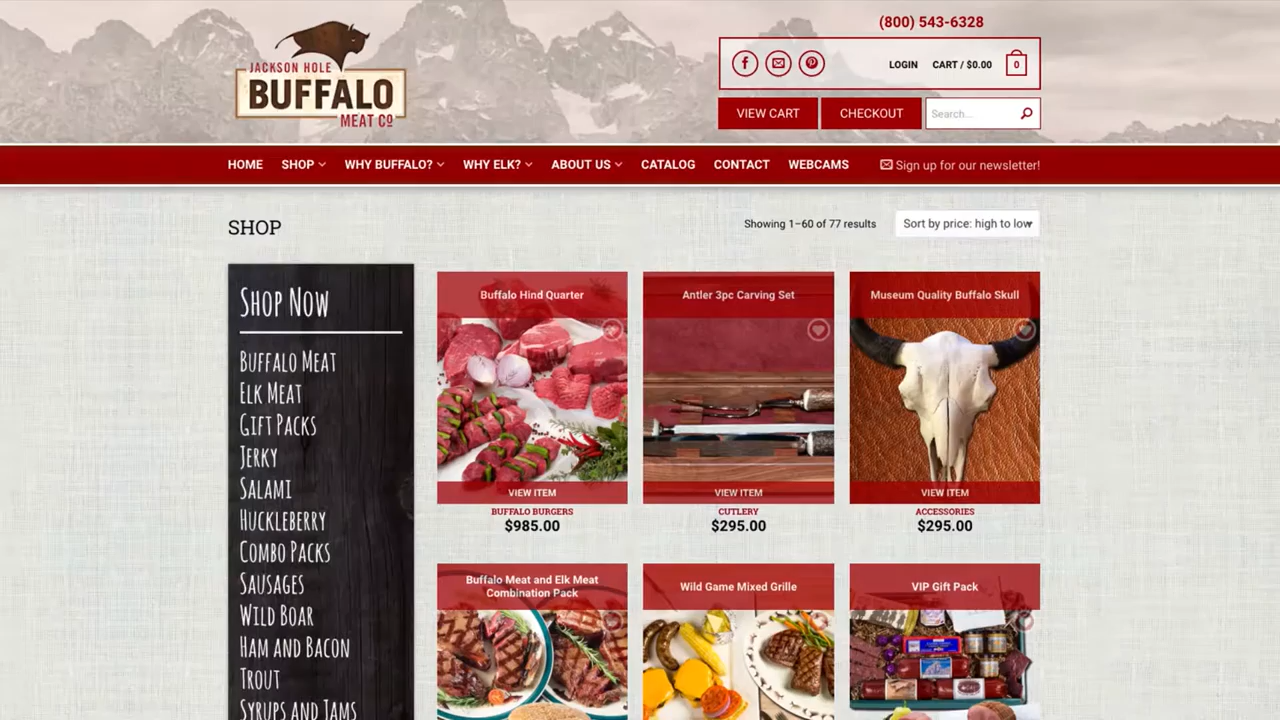 (800) 543-6328
JACKSON HOLE
BUFFALO
MEAT CO
LOGIN
CART / $0.00
0
VIEW CART
CHECKOUT
Search...
HOME
SHOP
WHY BUFFALO?
WHY ELK?
ABOUT US
CATALOG
CONTACT
WEBCAMS
Sign up for our newsletter!
SHOP
Showing 1–60 of 77 results
Sort by price: high to low
SHOP NOW
BUFFALO MEAT
ELK MEAT
GIFT PACKS
JERKY
SALAMI
HUCKLEBERRY
COMBO PACKS
SAUSAGES
WILD BOAR
HAM AND BACON
TROUT
SYRUPS AND JAMS
Buffalo Hind Quarter
VIEW ITEM
BUFFALO BURGERS
$985.00
Antler 3pc Carving Set
VIEW ITEM
CUTLERY
$295.00
Museum Quality Buffalo Skull
VIEW ITEM
ACCESSORIES
$295.00
Buffalo Meat and Elk Meat
Combination Pack
Wild Game Mixed Grille
VIP Gift Pack